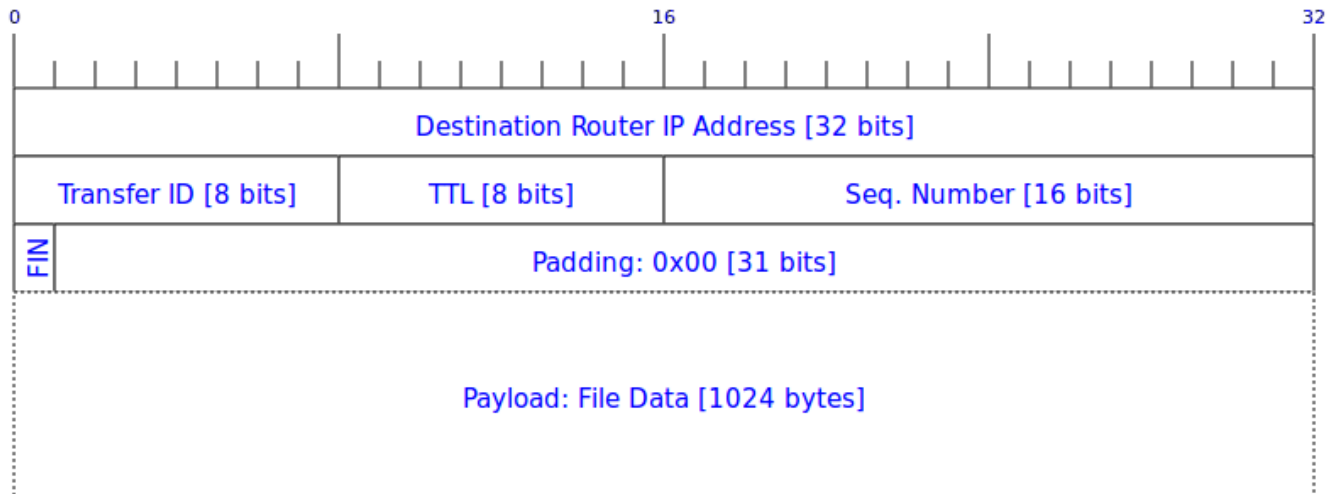 0 16 32
Destination Router IP Address [32 bits]
Transfer ID [8 bits] TTL [8 bits] Seq. Number [16 bits]
FIN Padding: 0x00 [31 bits]
Payload: File Data [1024 bytes]